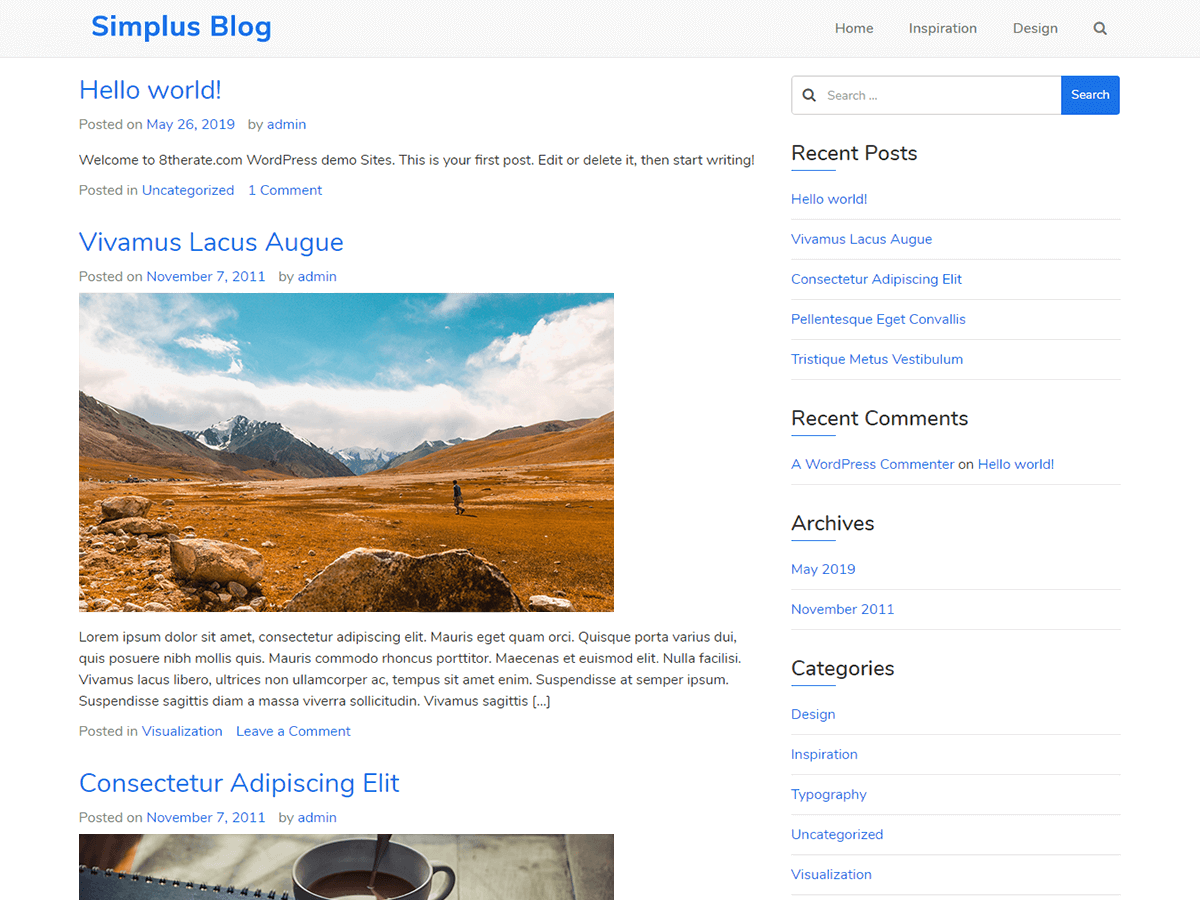 Simplus Blog
Home Inspiration Design
Hello world!
Posted on May 26, 2019 by admin
Welcome to 8therate.com WordPress demo Sites. This is your first post. Edit or delete it, then start writing!
Posted in Uncategorized 1 Comment
Vivamus Lacus Augue
Posted on November 7, 2011 by admin
Lorem ipsum dolor sit amet, consectetur adipiscing elit. Mauris eget quam orci. Quisque porta varius dui,
quis posuere nibh mollis quis. Mauris commodo rhoncus porttitor. Maecenas et euismod elit. Nulla facilisi.
Vivamus lacus libero, ultrices non ullamcorper ac, tempus sit amet enim. Suspendisse at semper ipsum.
Suspendisse sagittis diam a massa viverra sollicitudin. Vivamus sagittis [...]
Posted in Visualization Leave a Comment
Consectetur Adipiscing Elit
Posted on November 7, 2011 by admin
Search ... Search
Recent Posts
Hello world!
Vivamus Lacus Augue
Consectetur Adipiscing Elit
Pellentesque Eget Convallis
Tristique Metus Vestibulum
Recent Comments
A WordPress Commenter on Hello world!
Archives
May 2019
November 2011
Categories
Design
Inspiration
Typography
Uncategorized
Visualization